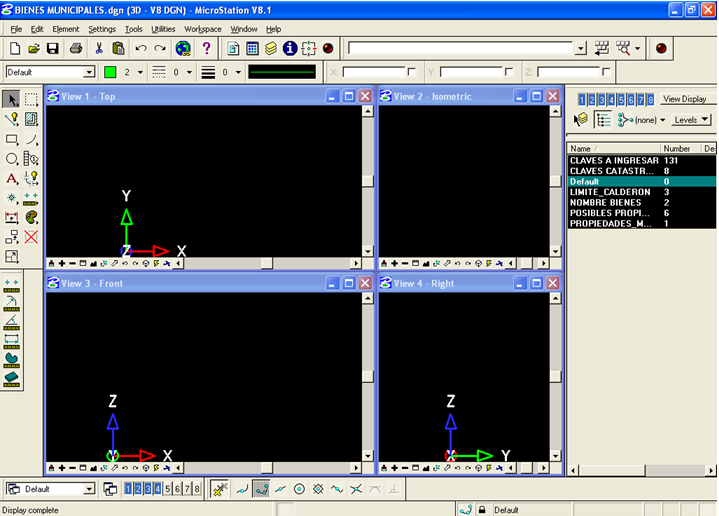 BIENES MUNICIPALES.dgn (3D - V8 DGN) - MicroStation V8.1
File Edit Element Settings Tools Utilities Workspace Window Help
Default 2 0 0 X: Y: Z:
View 1 - Top
View 2 - Isometric
1 2 3 4 5 6 7 8 View Display
(none) Levels
Name Number De
CLAVES A INGRESAR 131
CLAVES CATASTR... 8
Default 0
LIMITE_CALDERON 3
NOMBRE BIENES 2
POSIBLES PROPI... 6
PROPIEDADES_M... 1
Y
Z X
View 3 - Front
View 4 - Right
Z
Y X
Z
X Y
Default 1 2 3 4 5 6 7 8
Display complete
Default